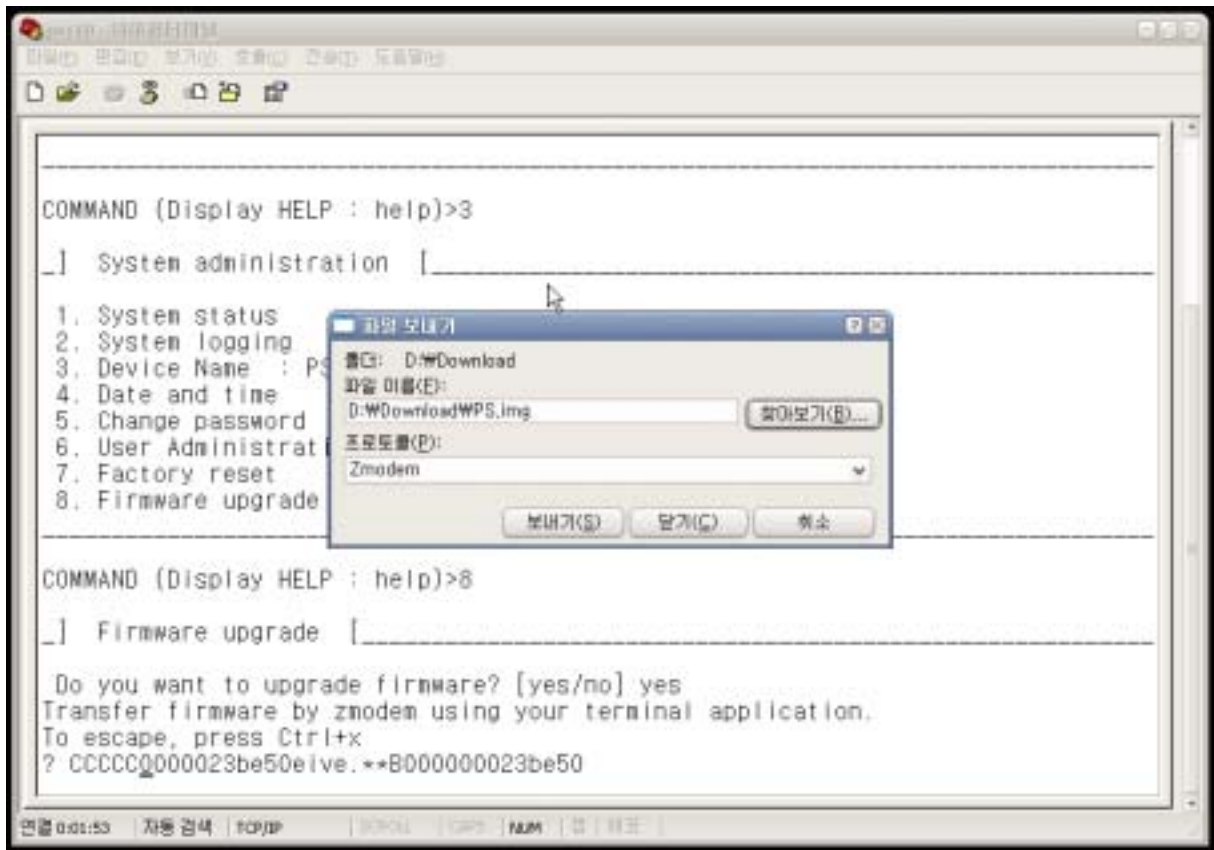 COMMAND (Display HELP : help)>3
_] System administration [
1. System status
2. System logging
3. Device Name : PS
4. Date and time
5. Change password
6. User Administrati
7. Factory reset
8. Firmware upgrade
파일 보내기
폴더: D:₩Download
파일 이름(F):
D:₩Download₩PS.img
찾아보기(B)...
프로토콜(P):
Zmodem
보내기(S)
닫기(C)
취소
COMMAND (Display HELP : help)>8
_] Firmware upgrade [
Do you want to upgrade firmware? [yes/no] yes
Transfer firmware by zmodem using your terminal application.
To escape, press Ctrl+x
? CCCCC0000023be50eive.**B000000023be50
연결 0:01:53 자동 검색 TCP/IP SCROLL CAPS NUM